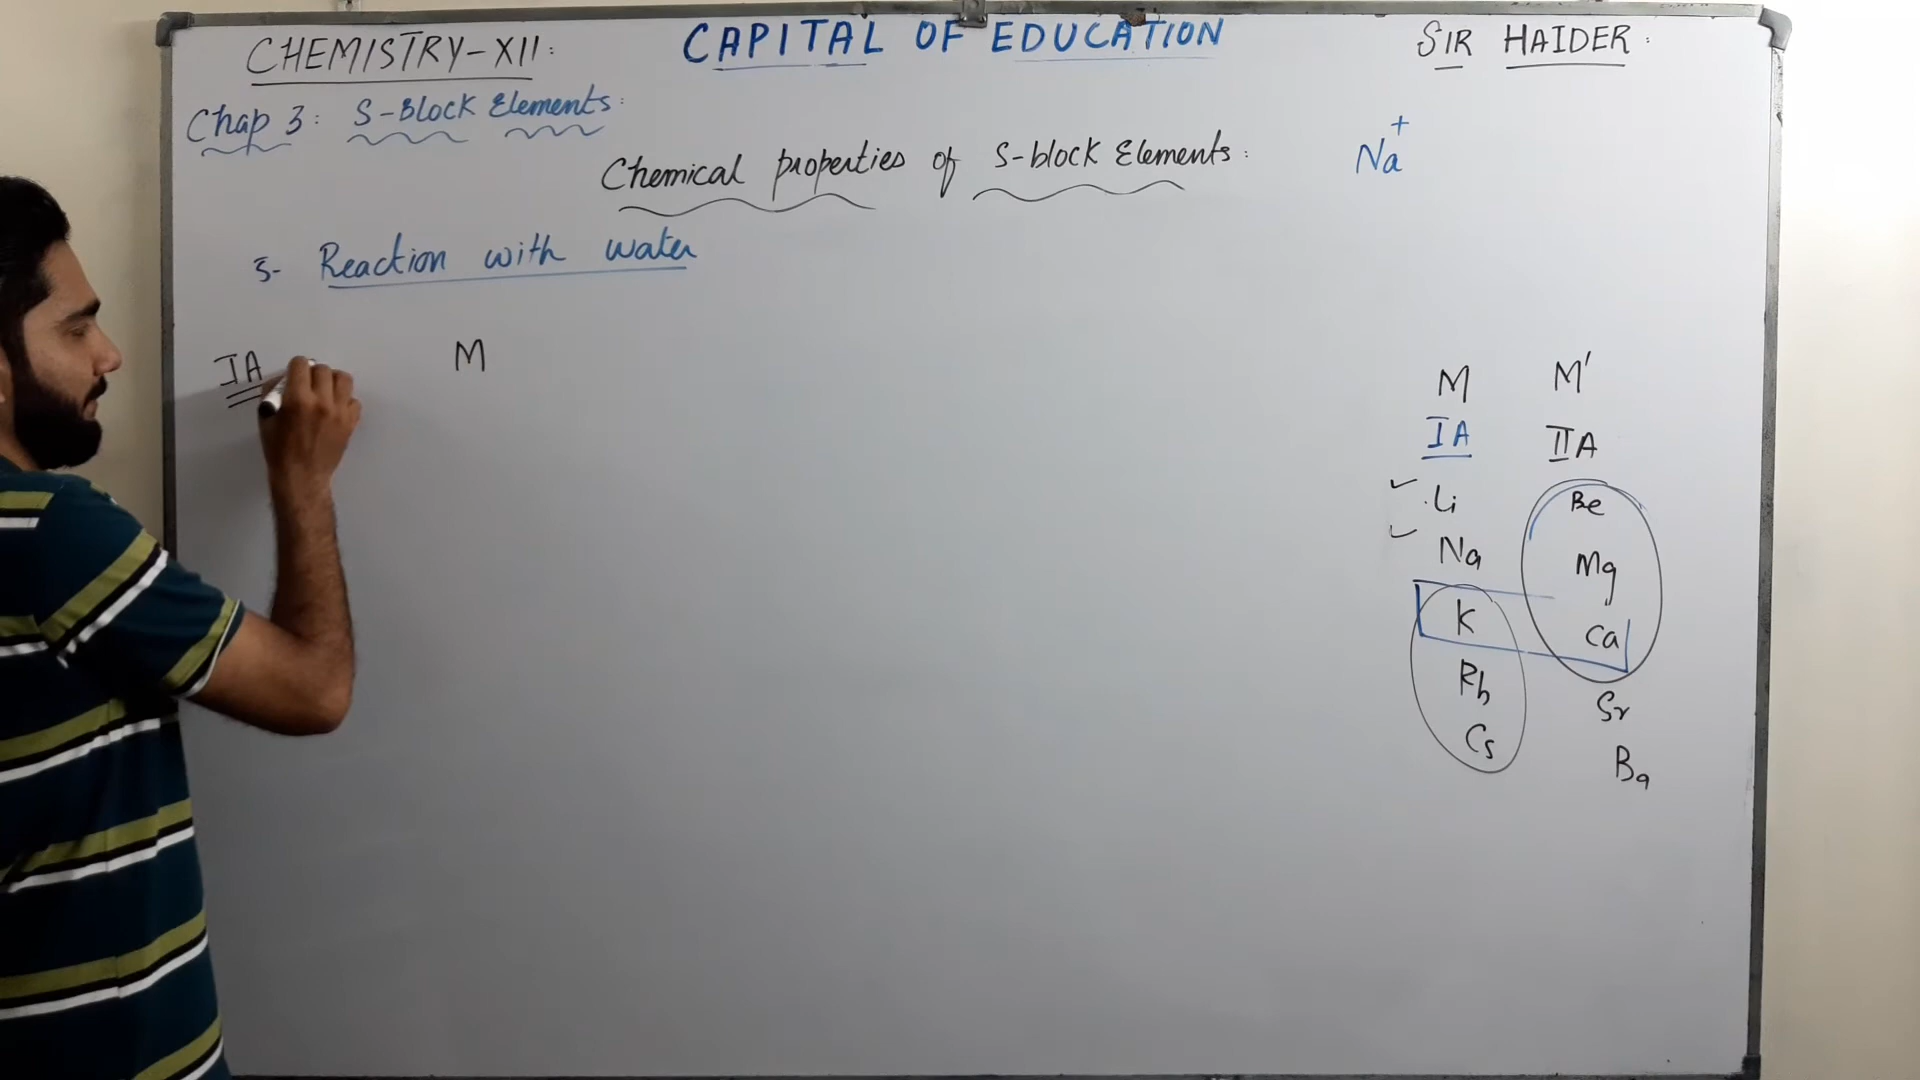 CHEMISTRY-XII:
CAPITAL OF EDUCATION
SIR HAIDER:
Chap 3: S-Block Elements:
Chemical properties of S-block Elements:
Na+
5- Reaction with water
IA M
M M'
IA IIA
Li Be
Na Mg
K Ca
Rb Sr
Cs Ba